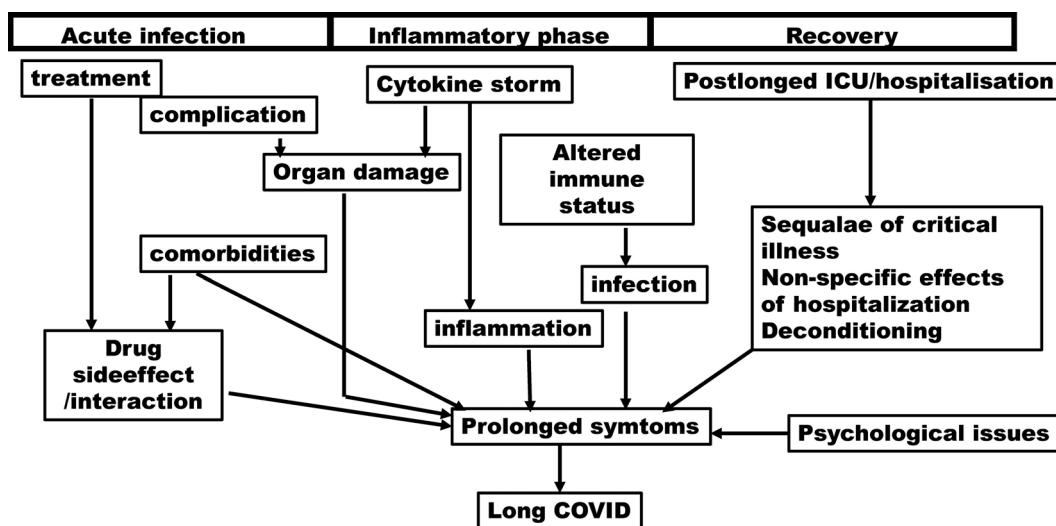 Acute infection
Inflammatory phase
Recovery
treatment
Cytokine storm
Postlonged ICU/hospitalisation
complication
Organ damage
Altered
immune
status
Sequalae of critical
illness
Non-specific effects
of hospitalization
Deconditioning
comorbidities
infection
inflammation
Drug
sideeffect
/interaction
Prolonged symtoms
Psychological issues
Long COVID